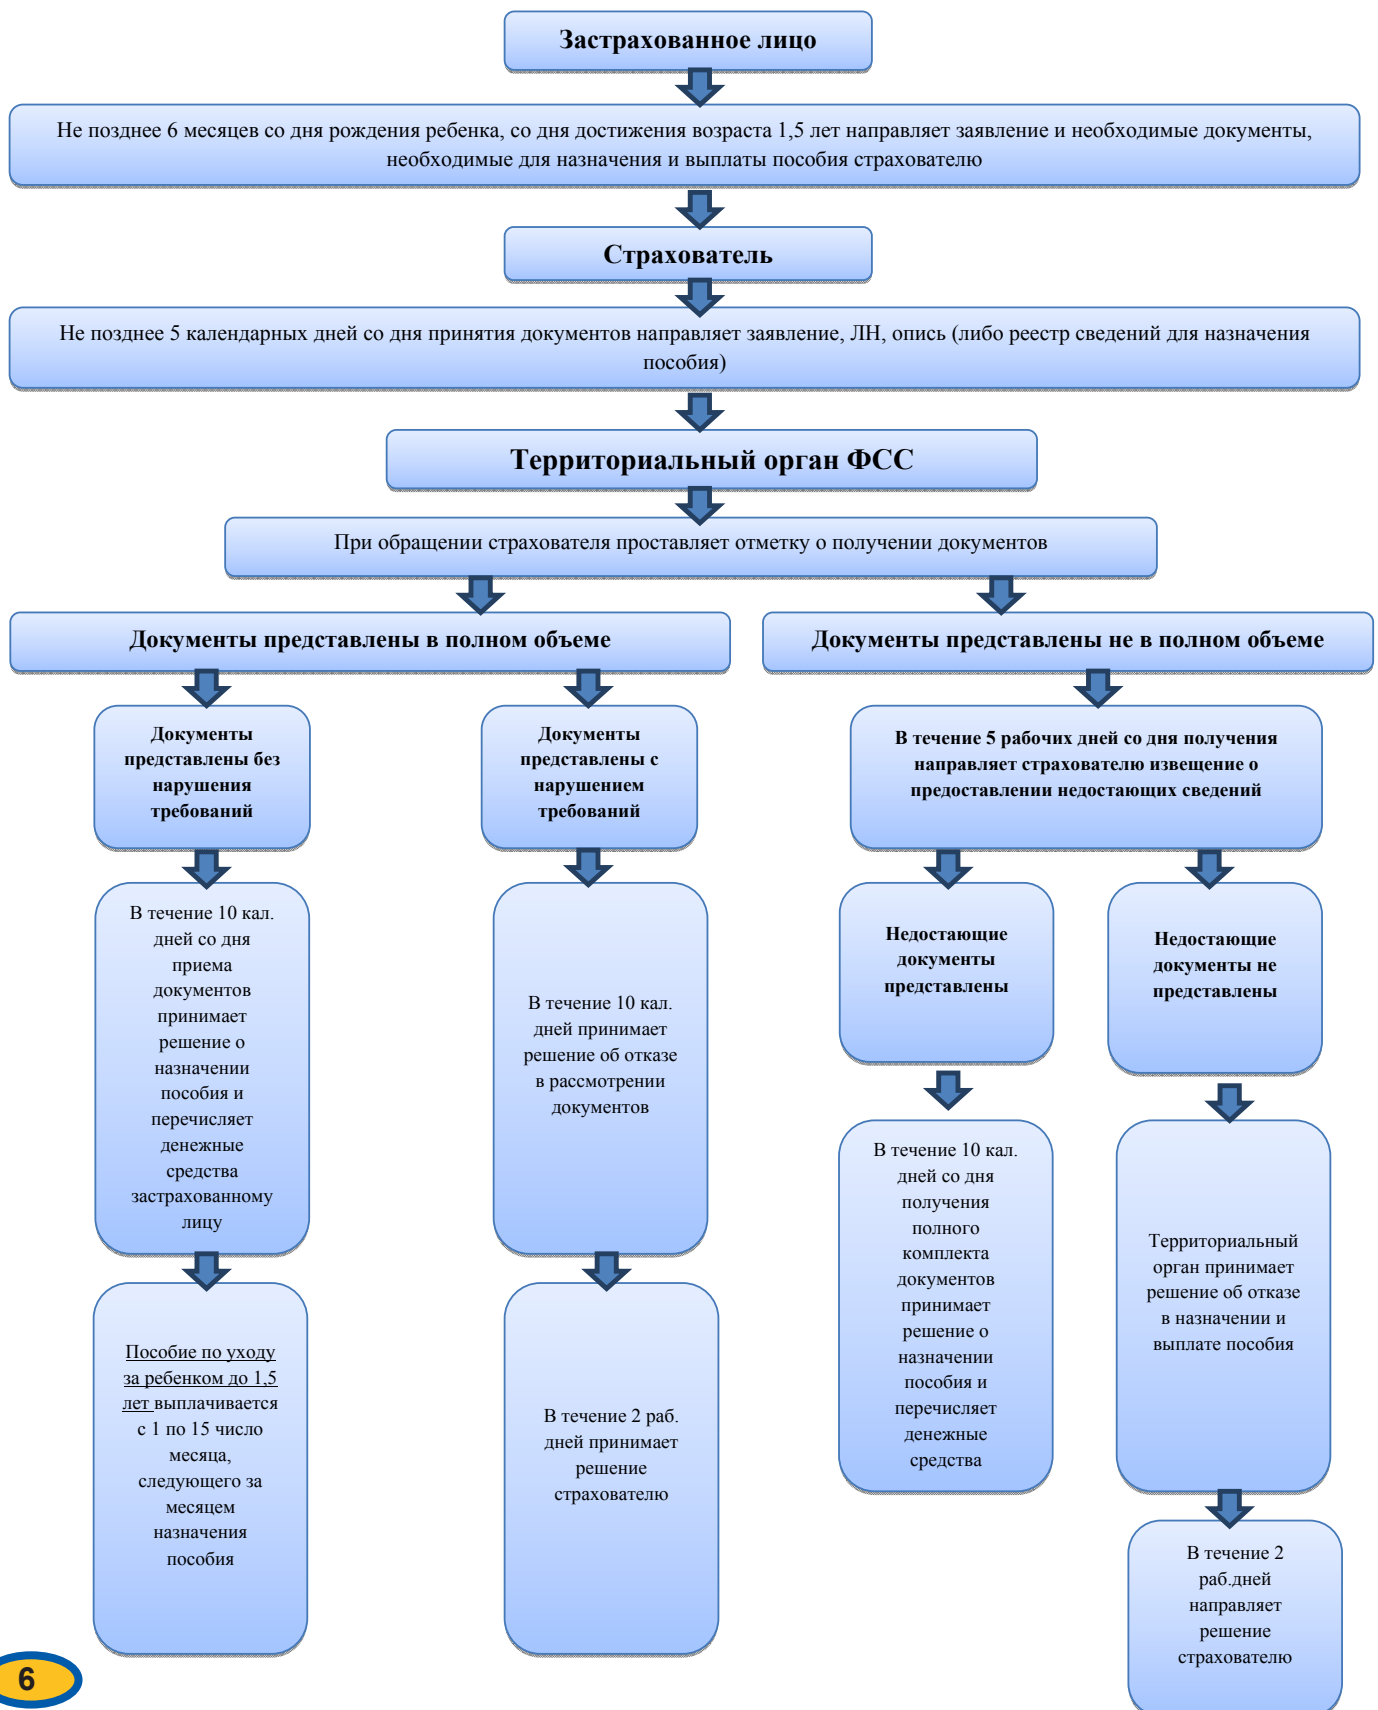 Застрахованное лицо
Не позднее 6 месяцев со дня рождения ребенка, со дня достижения возраста 1,5 лет направляет заявление и необходимые документы,
необходимые для назначения и выплаты пособия страхователю
Страхователь
Не позднее 5 календарных дней со дня принятия документов направляет заявление, ЛН, опись (либо реестр сведений для назначения
пособия)
Территориальный орган ФСС
При обращении страхователя проставляет отметку о получении документов
Документы представлены в полном объеме
Документы представлены не в полном объеме
Документы
представлены без
нарушения
требований
Документы
представлены с
нарушением
требований
В течение 5 рабочих дней со дня получения
направляет страхователю извещение о
предоставлении недостающих сведений
В течение 10 кал.
дней со дня
приема
документов
принимает
решение о
назначении
пособия и
перечисляет
денежные
средства
застрахованному
лицу
В течение 10 кал.
дней принимает
решение об отказе
в рассмотрении
документов
Недостающие
документы
представлены
Недостающие
документы не
представлены
В течение 10 кал.
дней со дня
получения
полного
комплекта
документов
принимает
решение о
назначении
пособия и
перечисляет
денежные
средства
Территориальный
орган принимает
решение об отказе
в назначении и
выплате пособия
Пособие по уходу
за ребенком до 1,5
лет выплачивается
с 1 по 15 число
месяца,
следующего за
месяцем
назначения
пособия
В течение 2 раб.
дней принимает
решение
страхователю
В течение 2
раб.дней
направляет
решение
страхователю
6